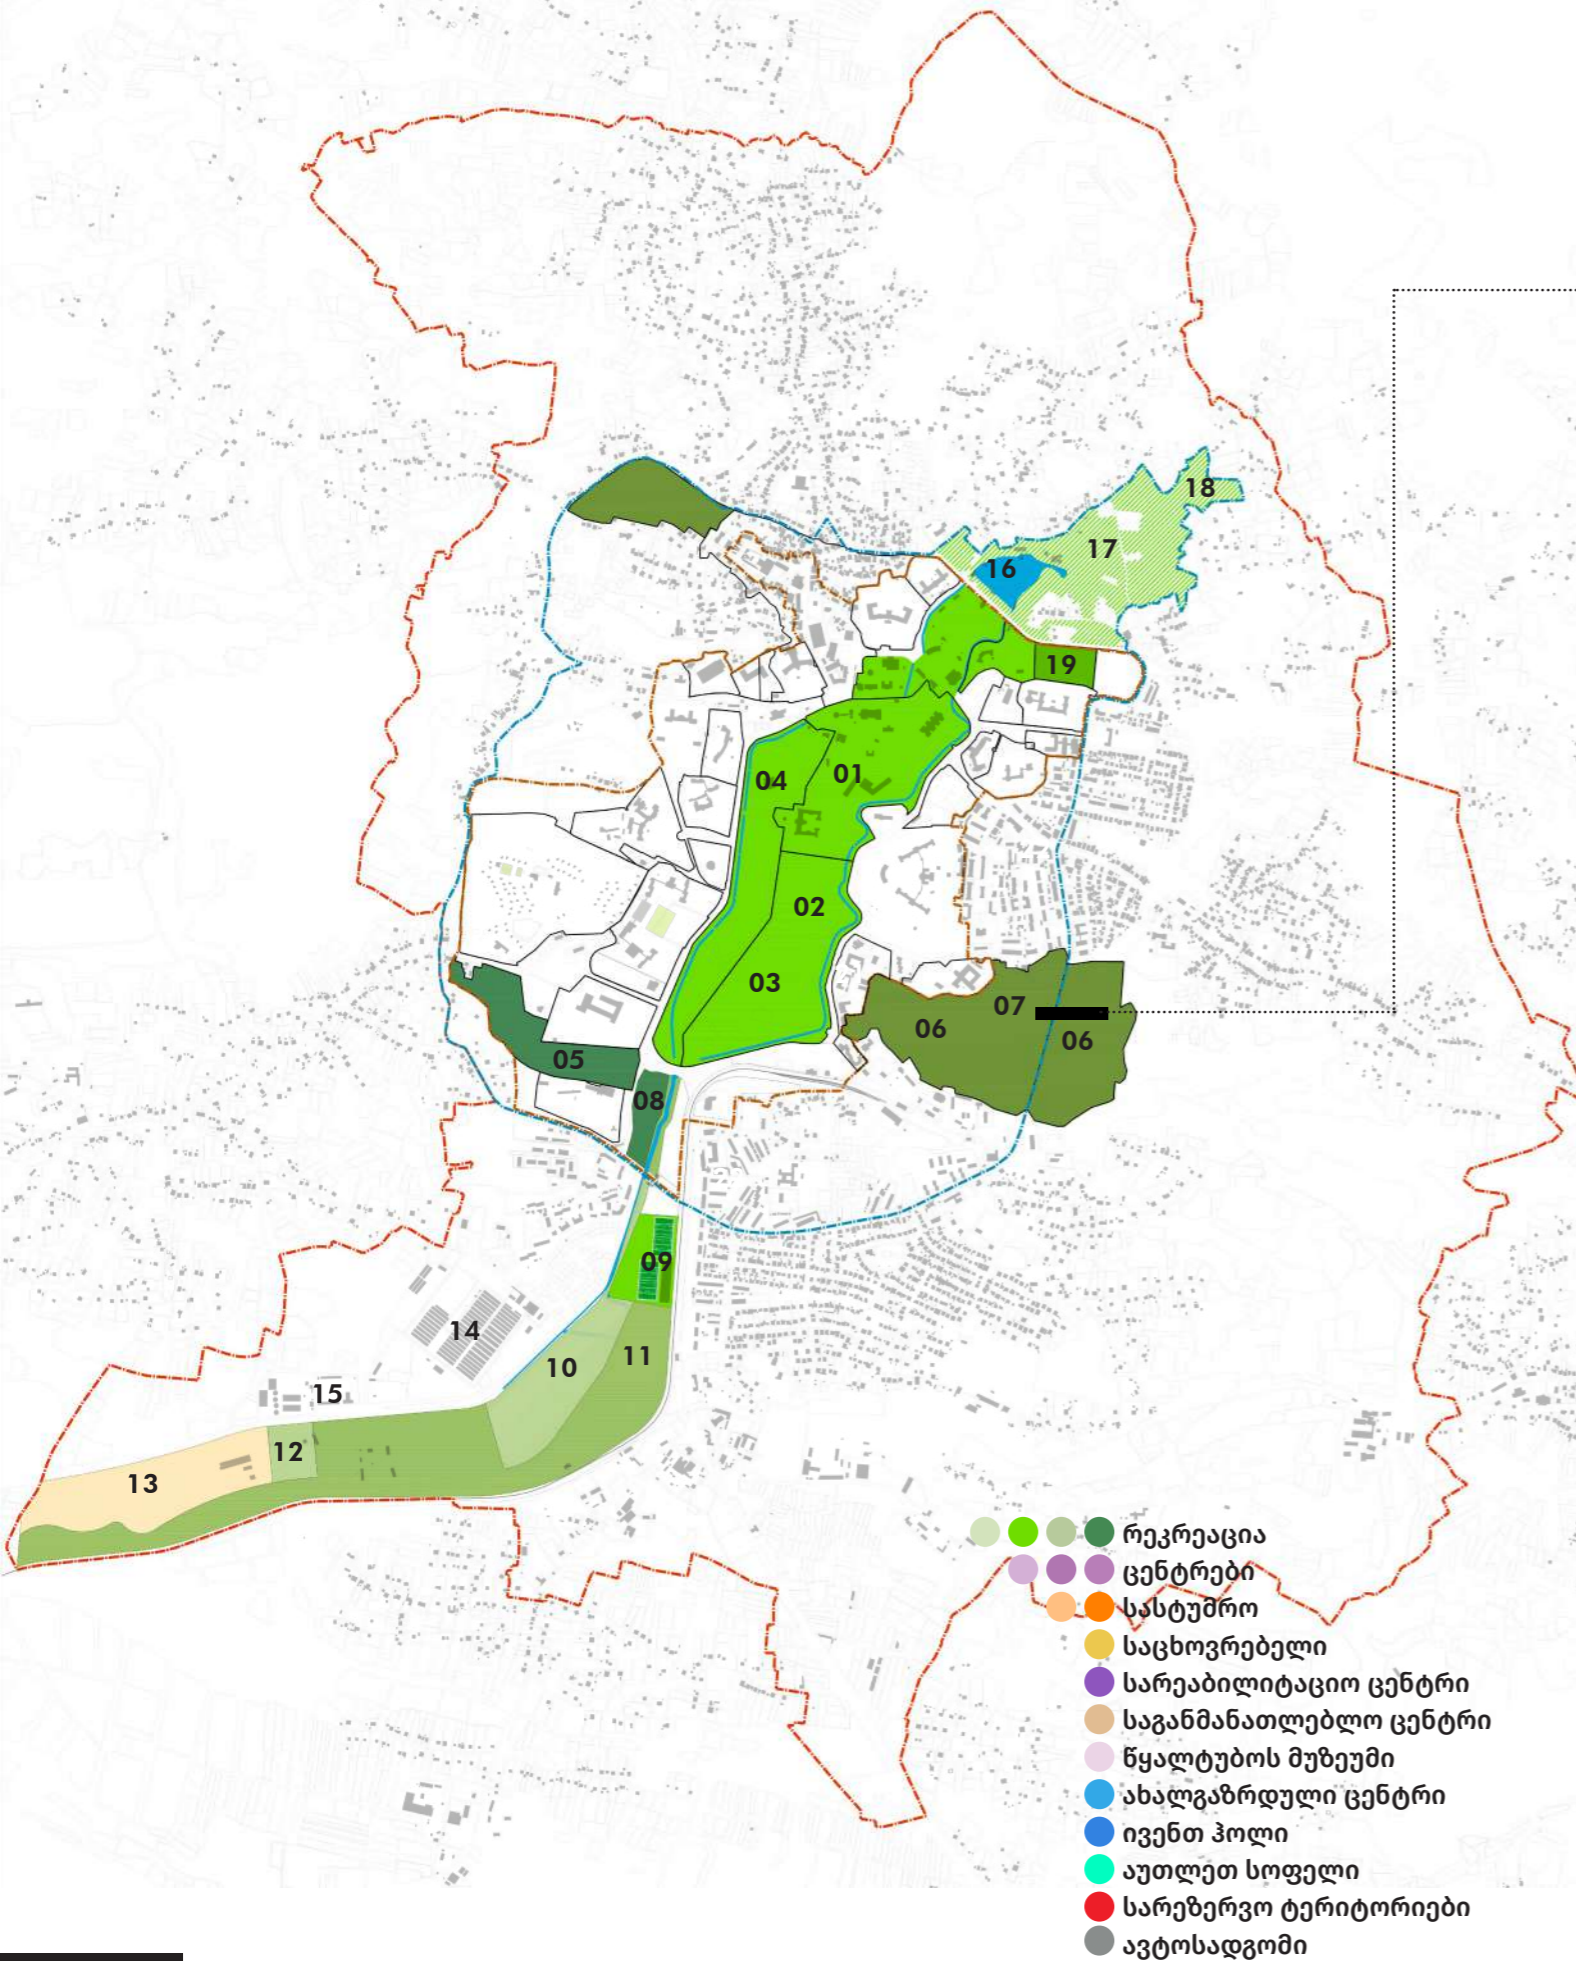 18
17
16
19
04
01
02
03
07
06
06
05
08
09
14
10
11
15
12
13
რეკრეაცია
ცენტრები
სასტუმრო
საცხოვრებელი
სარეაბილიტაციო ცენტრი
საგანმანათლებლო ცენტრი
წყალტუბოს მუზეუმი
ახალგაზრდული ცენტრი
ივენთ ჰოლი
აუთლეთ სოფელი
სარეზერვო ტერიტორიები
ავტოსადგომი